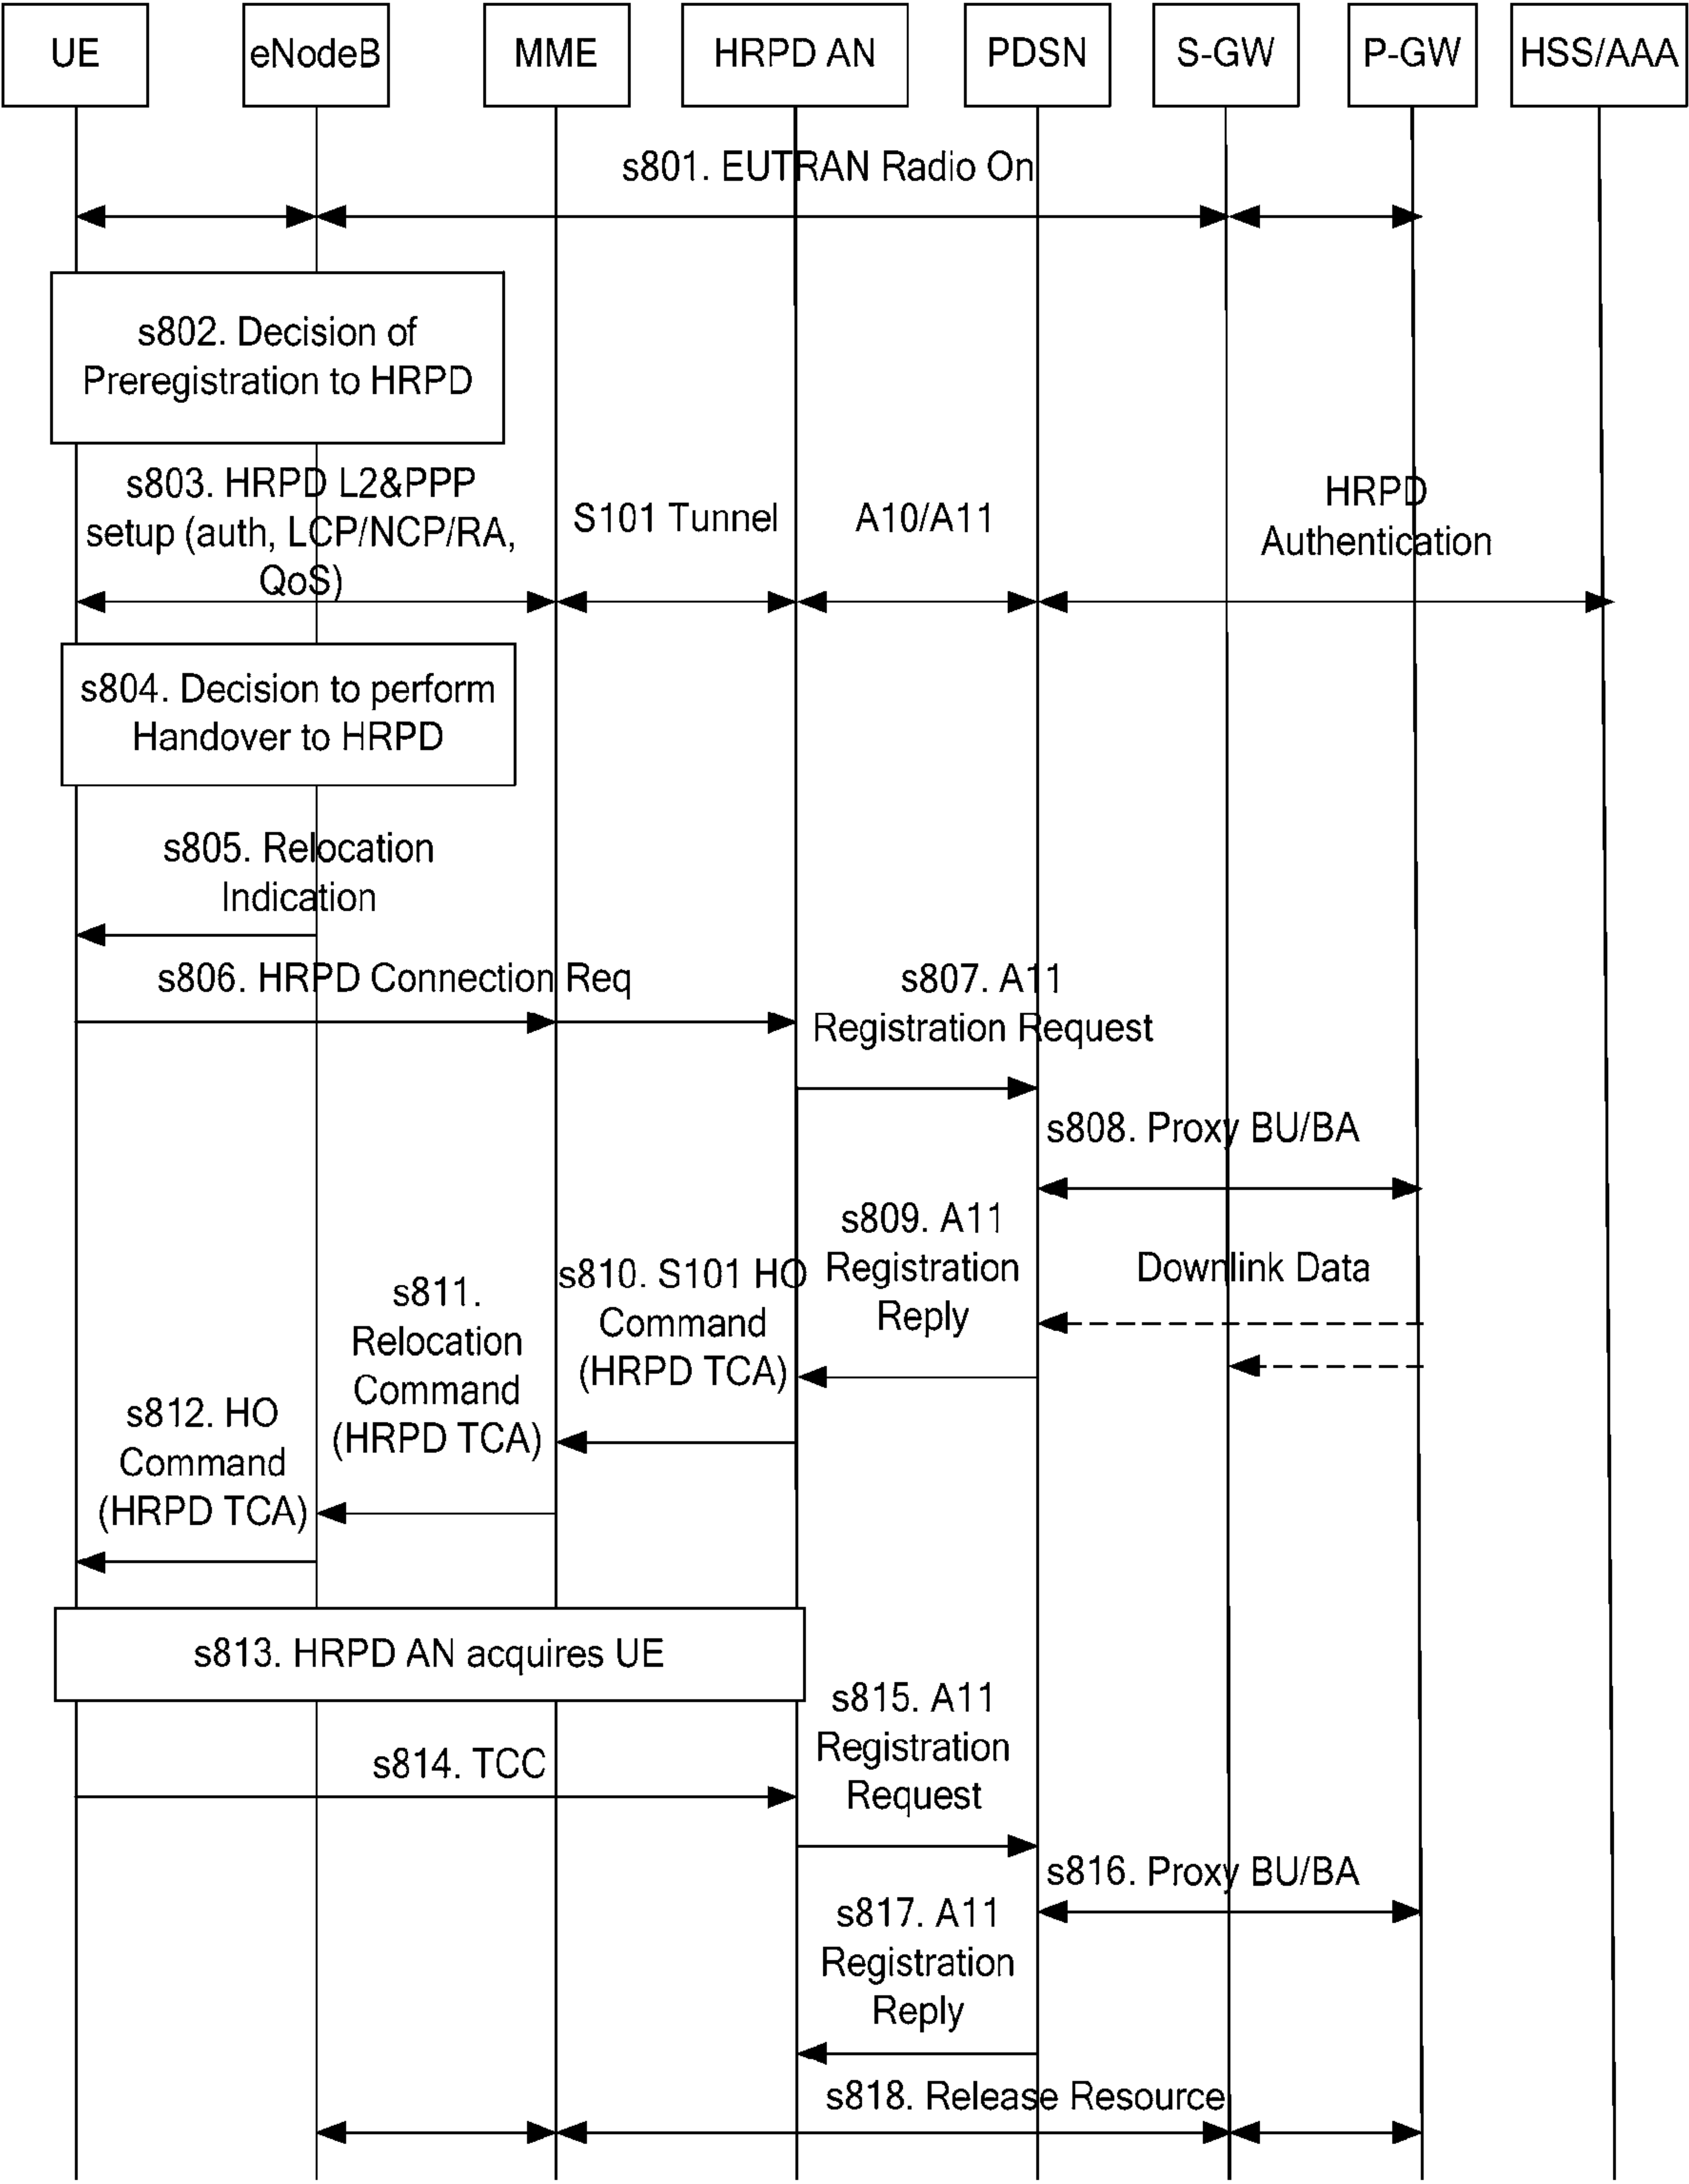 UE
eNodeB
MME
HRPD AN
PDSN
S-GW
P-GW
HSS/AAA
s801. EUTRAN Radio On
s802. Decision of
Preregistration to HRPD
s803. HRPD L2&PPP
setup (auth, LCP/NCP/RA,
QoS)
S101 Tunnel
A10/A11
HRPD
Authentication
s804. Decision to perform
Handover to HRPD
s805. Relocation
Indication
s806. HRPD Connection Req
s807. A11
Registration Request
s808. Proxy BU/BA
s809. A11
Registration
Reply
Downlink Data
s810. S101 HO
Command
(HRPD TCA)
s811.
Relocation
Command
(HRPD TCA)
s812. HO
Command
(HRPD TCA)
s813. HRPD AN acquires UE
s814. TCC
s815. A11
Registration
Request
s816. Proxy BU/BA
s817. A11
Registration
Reply
s818. Release Resource